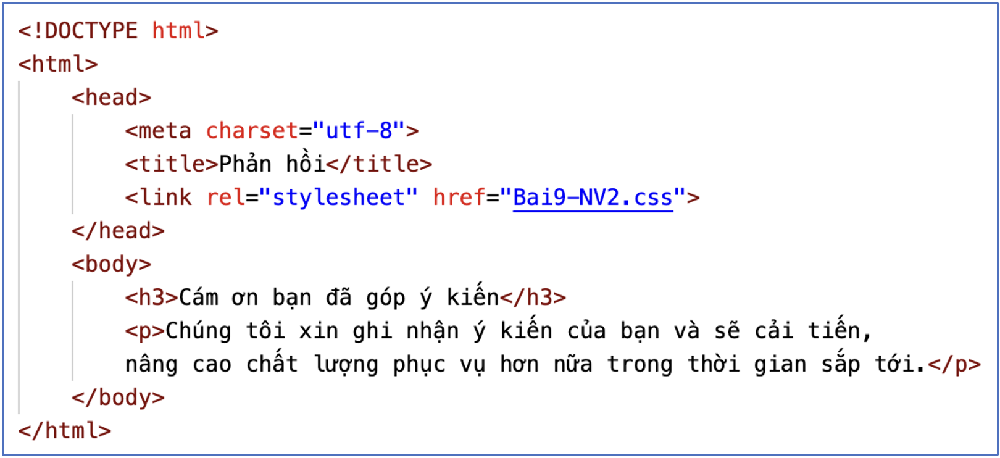 <!DOCTYPE html>
<html>
<head>
<meta charset="utf-8">
<title>Phản hồi</title>
<link rel="stylesheet" href="Bai9-NV2.css">
</head>
<body>
<h3>Cám ơn bạn đã góp ý kiến</h3>
<p>Chúng tôi xin ghi nhận ý kiến của bạn và sẽ cải tiến,
nâng cao chất lượng phục vụ hơn nữa trong thời gian sắp tới.</p>
</body>
</html>